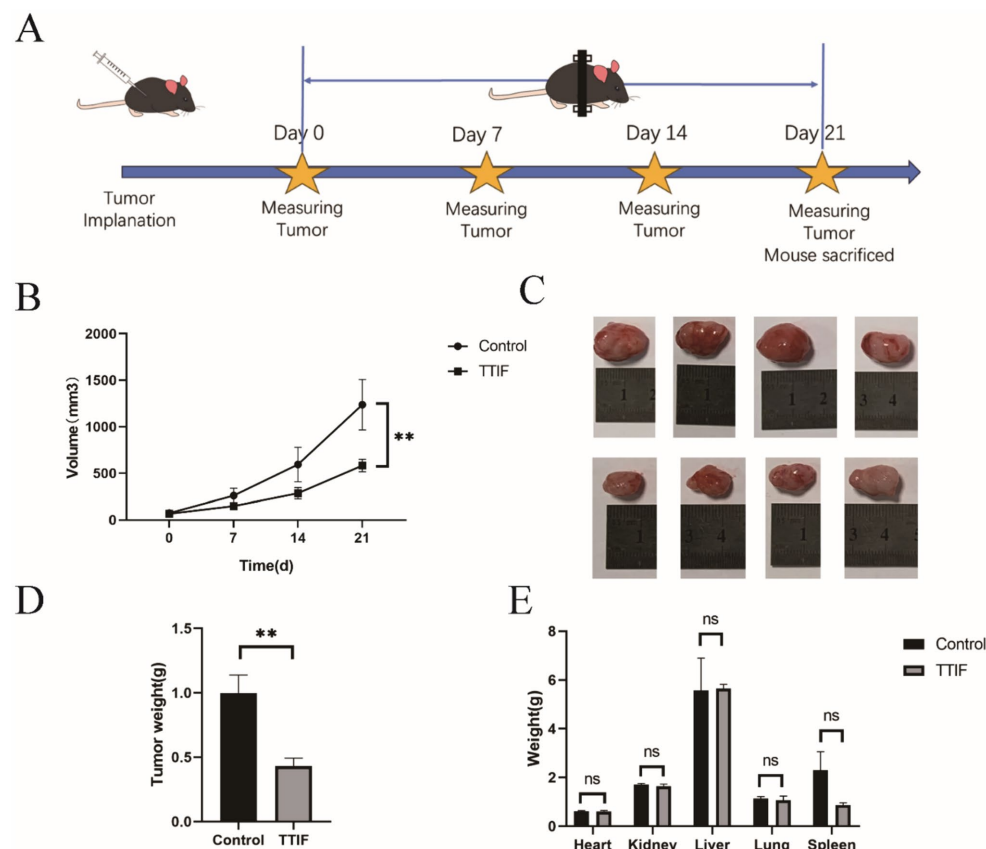 A
Day 0
Day 7
Day 14
Day 21
Tumor
Implanation
Measuring
Tumor
Measuring
Tumor
Measuring
Tumor
Measuring
Tumor
Mouse sacrificed
B
2000
1500
1000
500
0
Volume(mm3)
0
7
14
21
Time(d)
Control
TTIF
**
C
1 2
1
1 2
3 4
1
3 4
1
3 4 5
D
1.5
1.0
0.5
0.0
Tumor weight(g)
**
Control
TTIF
E
8
6
4
2
0
Weight(g)
ns
ns
ns
ns
ns
Heart
Kidney
Liver
Lung
Spleen
Control
TTIF